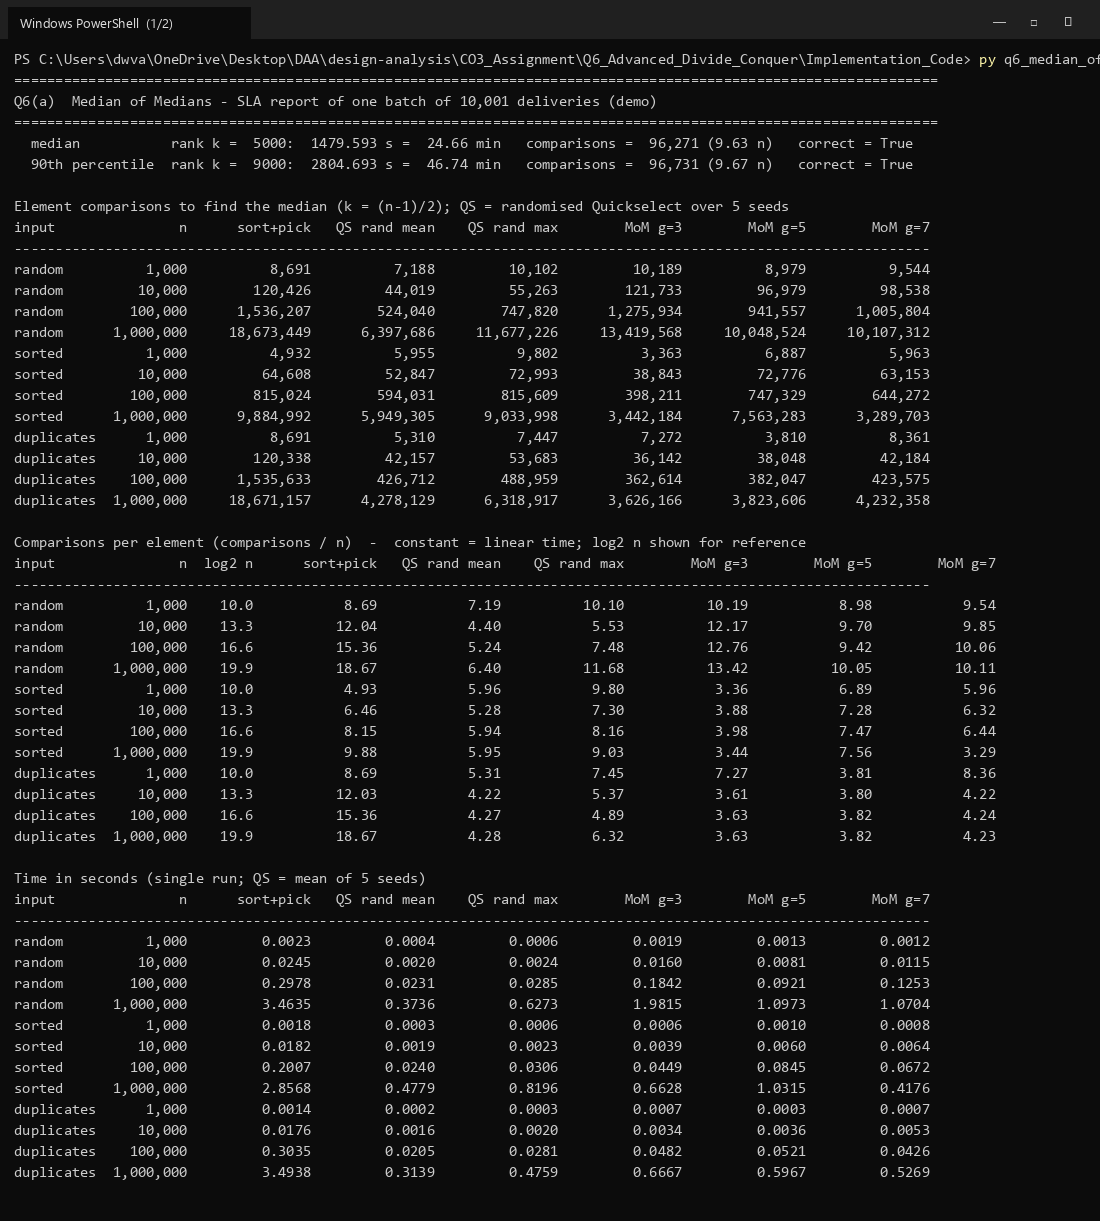 Windows PowerShell (1/2)
PS C:\Users\dwva\OneDrive\Desktop\DAA\design-analysis\CO3_Assignment\Q6_Advanced_Divide_Conquer\Implementation_Code> py q6_median_of
================================================================================================================
Q6(a)  Median of Medians - SLA report of one batch of 10,001 deliveries (demo)
================================================================================================================
  median           rank k =  5000:  1479.593 s =  24.66 min   comparisons =  96,271 (9.63 n)   correct = True
  90th percentile  rank k =  9000:  2804.693 s =  46.74 min   comparisons =  96,731 (9.67 n)   correct = True
Element comparisons to find the median (k = (n-1)/2); QS = randomised Quickselect over 5 seeds
input                    n      sort+pick   QS rand mean    QS rand max        MoM g=3        MoM g=5        MoM g=7
---------------------------------------------------------------------------------------------------------------
random          1,000          8,691          7,188         10,102         10,189          8,979          9,544
random         10,000        120,426         44,019         55,263        121,733         96,979         98,538
random        100,000      1,536,207        524,040        747,820      1,275,934        941,557      1,005,804
random      1,000,000     18,673,449      6,397,686     11,677,226     13,419,568     10,048,524     10,107,312
sorted          1,000          4,932          5,955          9,802          3,363          6,887          5,963
sorted         10,000         64,608         52,847         72,993         38,843         72,776         63,153
sorted        100,000        815,024        594,031        815,609        398,211        747,329        644,272
sorted      1,000,000      9,884,992      5,949,305      9,033,998      3,442,184      7,563,283      3,289,703
duplicates      1,000          8,691          5,310          7,447          7,272          3,810          8,361
duplicates     10,000        120,338         42,157         53,683         36,142         38,048         42,184
duplicates    100,000      1,535,633        426,712        488,959        362,614        382,047        423,575
duplicates  1,000,000     18,671,157      4,278,129      6,318,917      3,626,166      3,823,606      4,232,358
Comparisons per element (comparisons / n)  -  constant = linear time; log2 n shown for reference
input              n  log2 n      sort+pick   QS rand mean    QS rand max        MoM g=3        MoM g=5        MoM g=7
---------------------------------------------------------------------------------------------------------------
random          1,000    10.0           8.69           7.19          10.10          10.19           8.98           9.54
random         10,000    13.3          12.04           4.40           5.53          12.17           9.70           9.85
random        100,000    16.6          15.36           5.24           7.48          12.76           9.42          10.06
random      1,000,000    19.9          18.67           6.40          11.68          13.42          10.05          10.11
sorted          1,000    10.0           4.93           5.96           9.80           3.36           6.89           5.96
sorted         10,000    13.3           6.46           5.28           7.30           3.88           7.28           6.32
sorted        100,000    16.6           8.15           5.94           8.16           3.98           7.47           6.44
sorted      1,000,000    19.9           9.88           5.95           9.03           3.44           7.56           3.29
duplicates      1,000    10.0           8.69           5.31           7.45           7.27           3.81           8.36
duplicates     10,000    13.3          12.03           4.22           5.37           3.61           3.80           4.22
duplicates    100,000    16.6          15.36           4.27           4.89           3.63           3.82           4.24
duplicates  1,000,000    19.9          18.67           4.28           6.32           3.63           3.82           4.23
Time in seconds (single run; QS = mean of 5 seeds)
input                    n      sort+pick   QS rand mean    QS rand max        MoM g=3        MoM g=5        MoM g=7
---------------------------------------------------------------------------------------------------------------
random          1,000         0.0023         0.0004         0.0006         0.0019         0.0013         0.0012
random         10,000         0.0245         0.0020         0.0024         0.0160         0.0081         0.0115
random        100,000         0.2978         0.0231         0.0285         0.1842         0.0921         0.1253
random      1,000,000         3.4635         0.3736         0.6273         1.9815         1.0973         1.0704
sorted          1,000         0.0018         0.0003         0.0006         0.0006         0.0010         0.0008
sorted         10,000         0.0182         0.0019         0.0023         0.0039         0.0060         0.0064
sorted        100,000         0.2007         0.0240         0.0306         0.0449         0.0845         0.0672
sorted      1,000,000         2.8568         0.4779         0.8196         0.6628         1.0315         0.4176
duplicates      1,000         0.0014         0.0002         0.0003         0.0007         0.0003         0.0007
duplicates     10,000         0.0176         0.0016         0.0020         0.0034         0.0036         0.0053
duplicates    100,000         0.3035         0.0205         0.0281         0.0482         0.0521         0.0426
duplicates  1,000,000         3.4938         0.3139         0.4759         0.6667         0.5967         0.5269